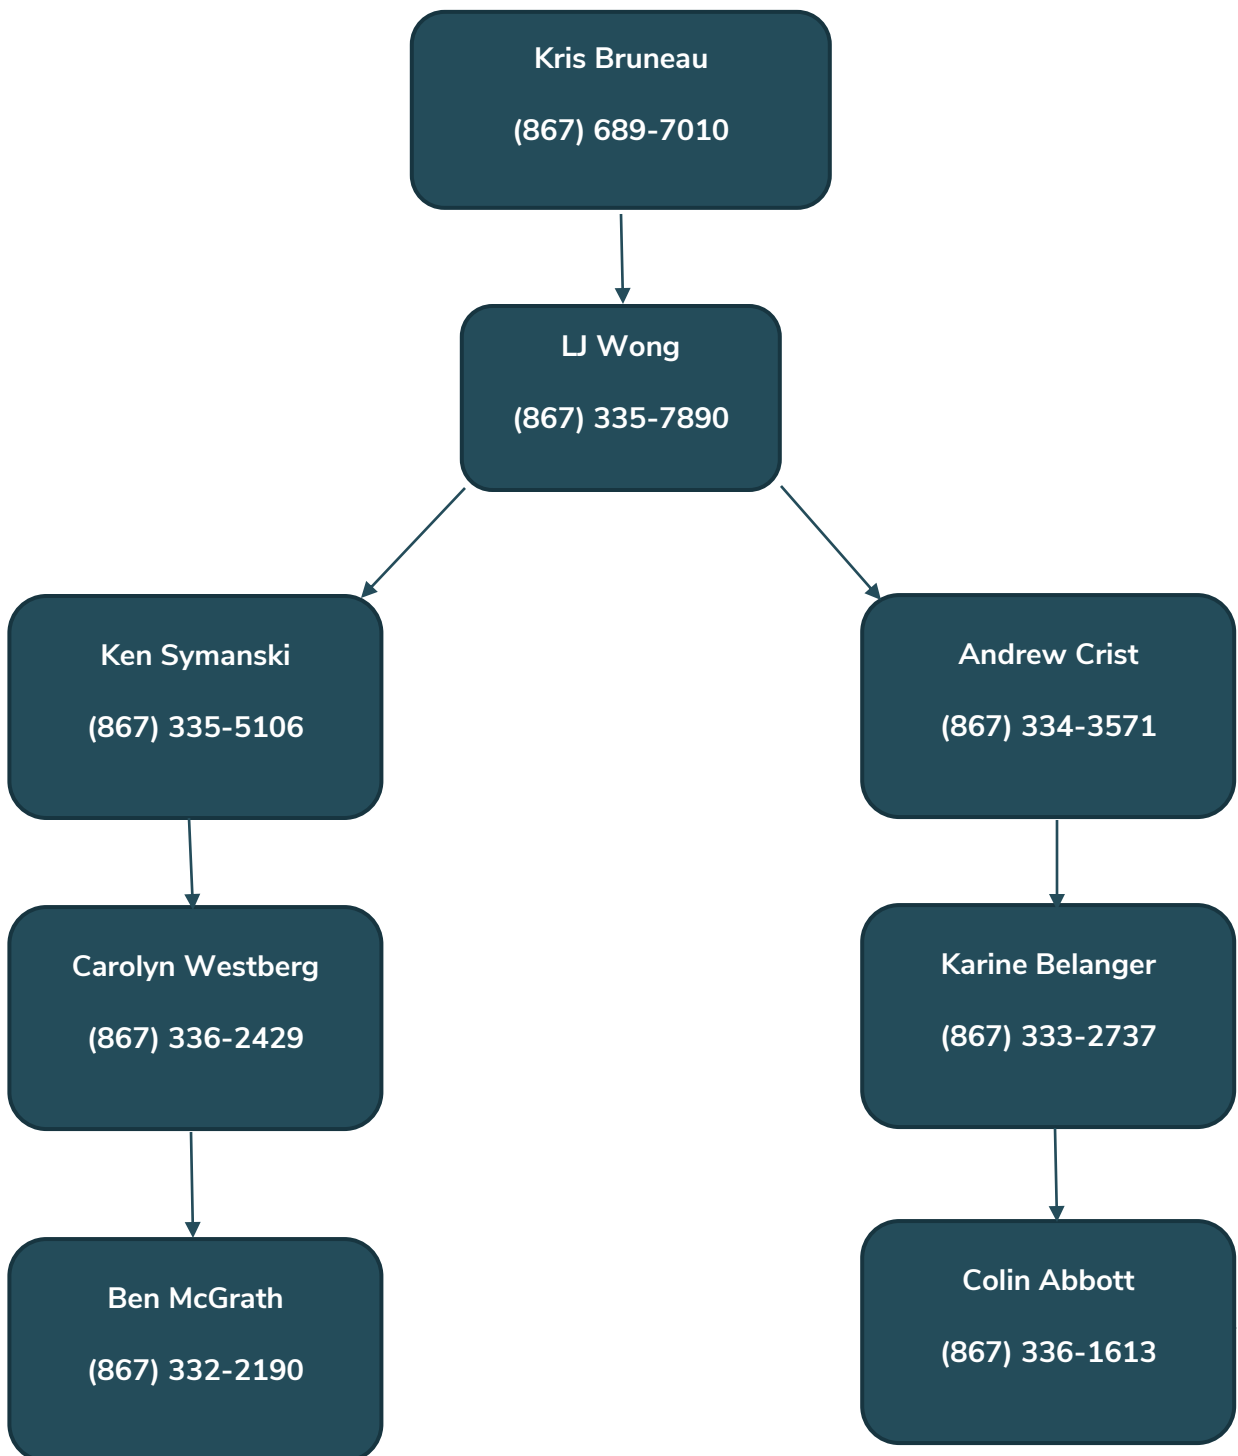 Kris Bruneau
(867) 689-7010
LJ Wong
(867) 335-7890
Ken Symanski
(867) 335-5106
Andrew Crist
(867) 334-3571
Carolyn Westberg
(867) 336-2429
Karine Belanger
(867) 333-2737
Ben McGrath
(867) 332-2190
Colin Abbott
(867) 336-1613